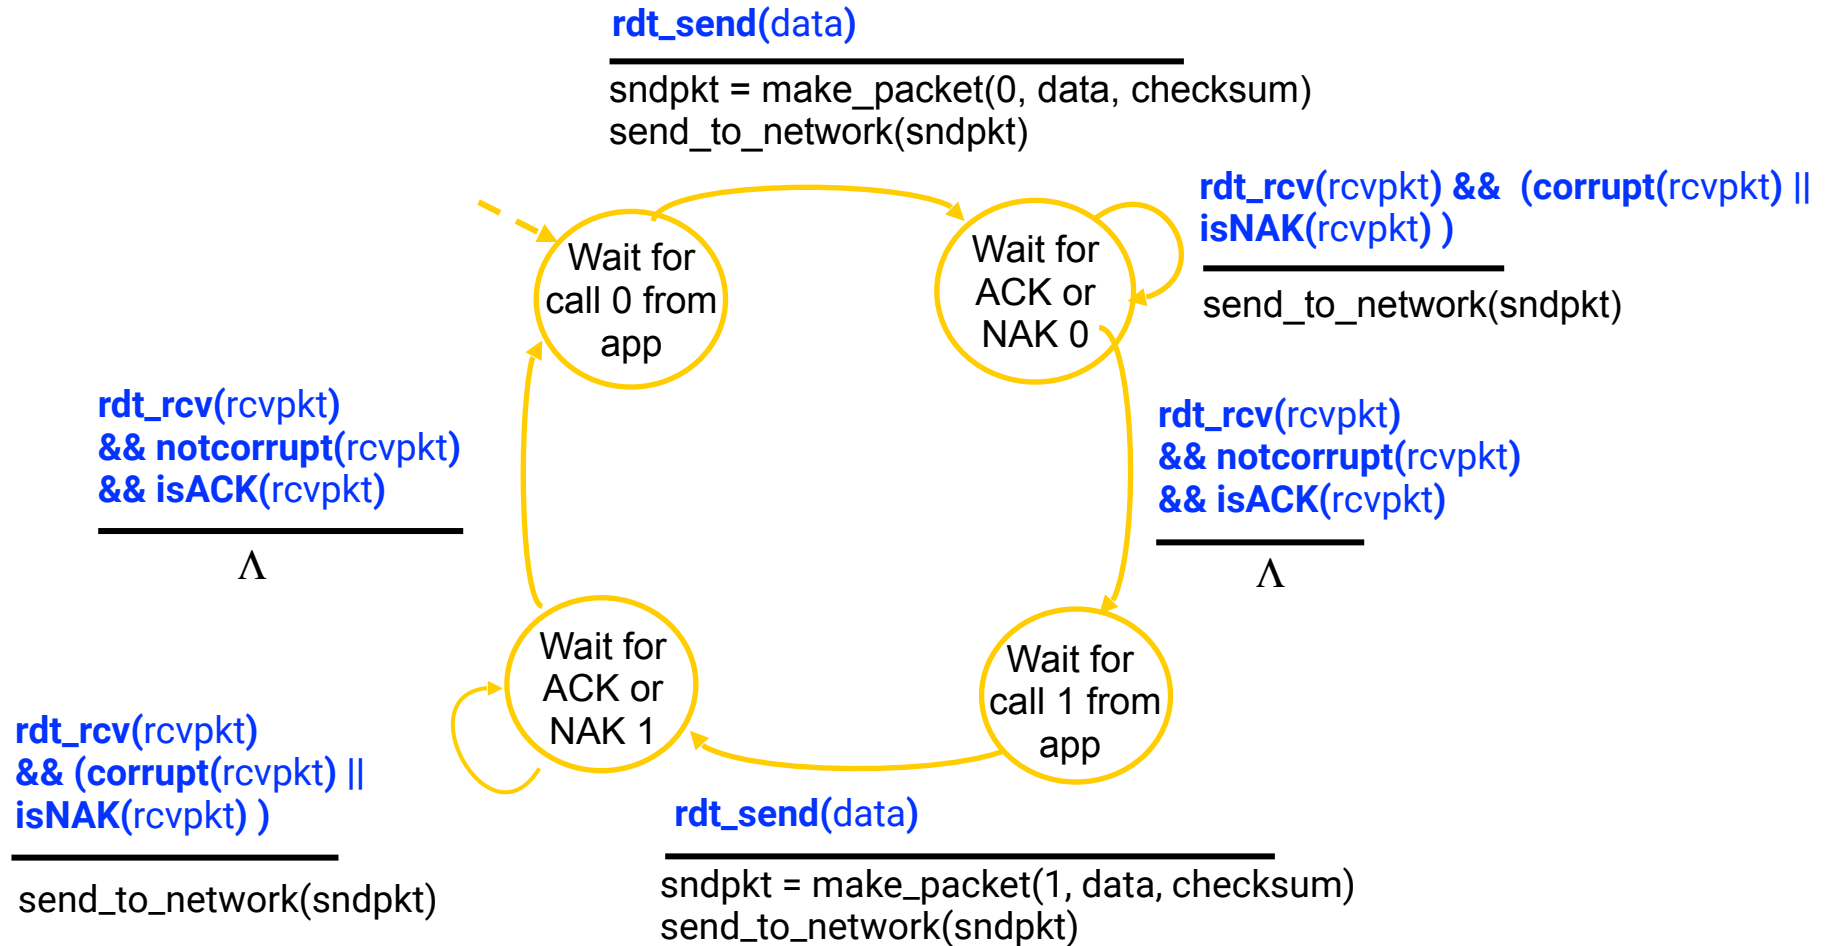 rdt_send(data)
sndpkt = make_packet(0, data, checksum)
send_to_network(sndpkt)
rdt_rcv(rcvpkt) && (corrupt(rcvpkt) ||
isNAK(rcvpkt) )
send_to_network(sndpkt)
Wait for
call 0 from
app
Wait for
ACK or
NAK 0
rdt_rcv(rcvpkt)
&& notcorrupt(rcvpkt)
&& isACK(rcvpkt)
Λ
rdt_rcv(rcvpkt)
&& notcorrupt(rcvpkt)
&& isACK(rcvpkt)
Λ
Wait for
ACK or
NAK 1
Wait for
call 1 from
app
rdt_rcv(rcvpkt)
&& (corrupt(rcvpkt) ||
isNAK(rcvpkt) )
send_to_network(sndpkt)
rdt_send(data)
sndpkt = make_packet(1, data, checksum)
send_to_network(sndpkt)